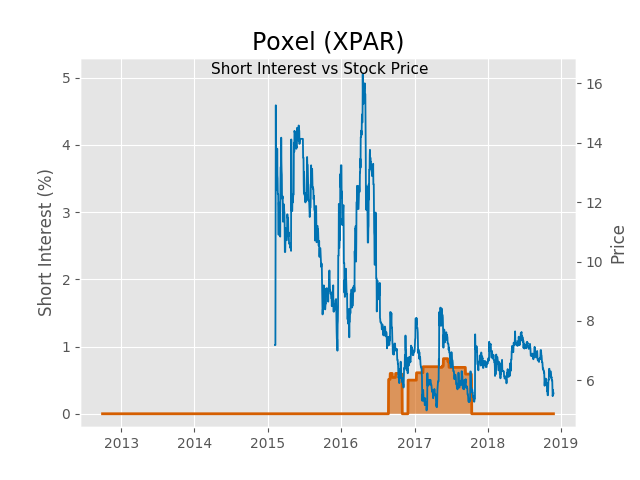 Poxel (XPAR)
Short Interest vs Stock Price
Short Interest (%)
5
4
3
2
1
0
16
14
12
10
8
6
Price
2013 2014 2015 2016 2017 2018 2019